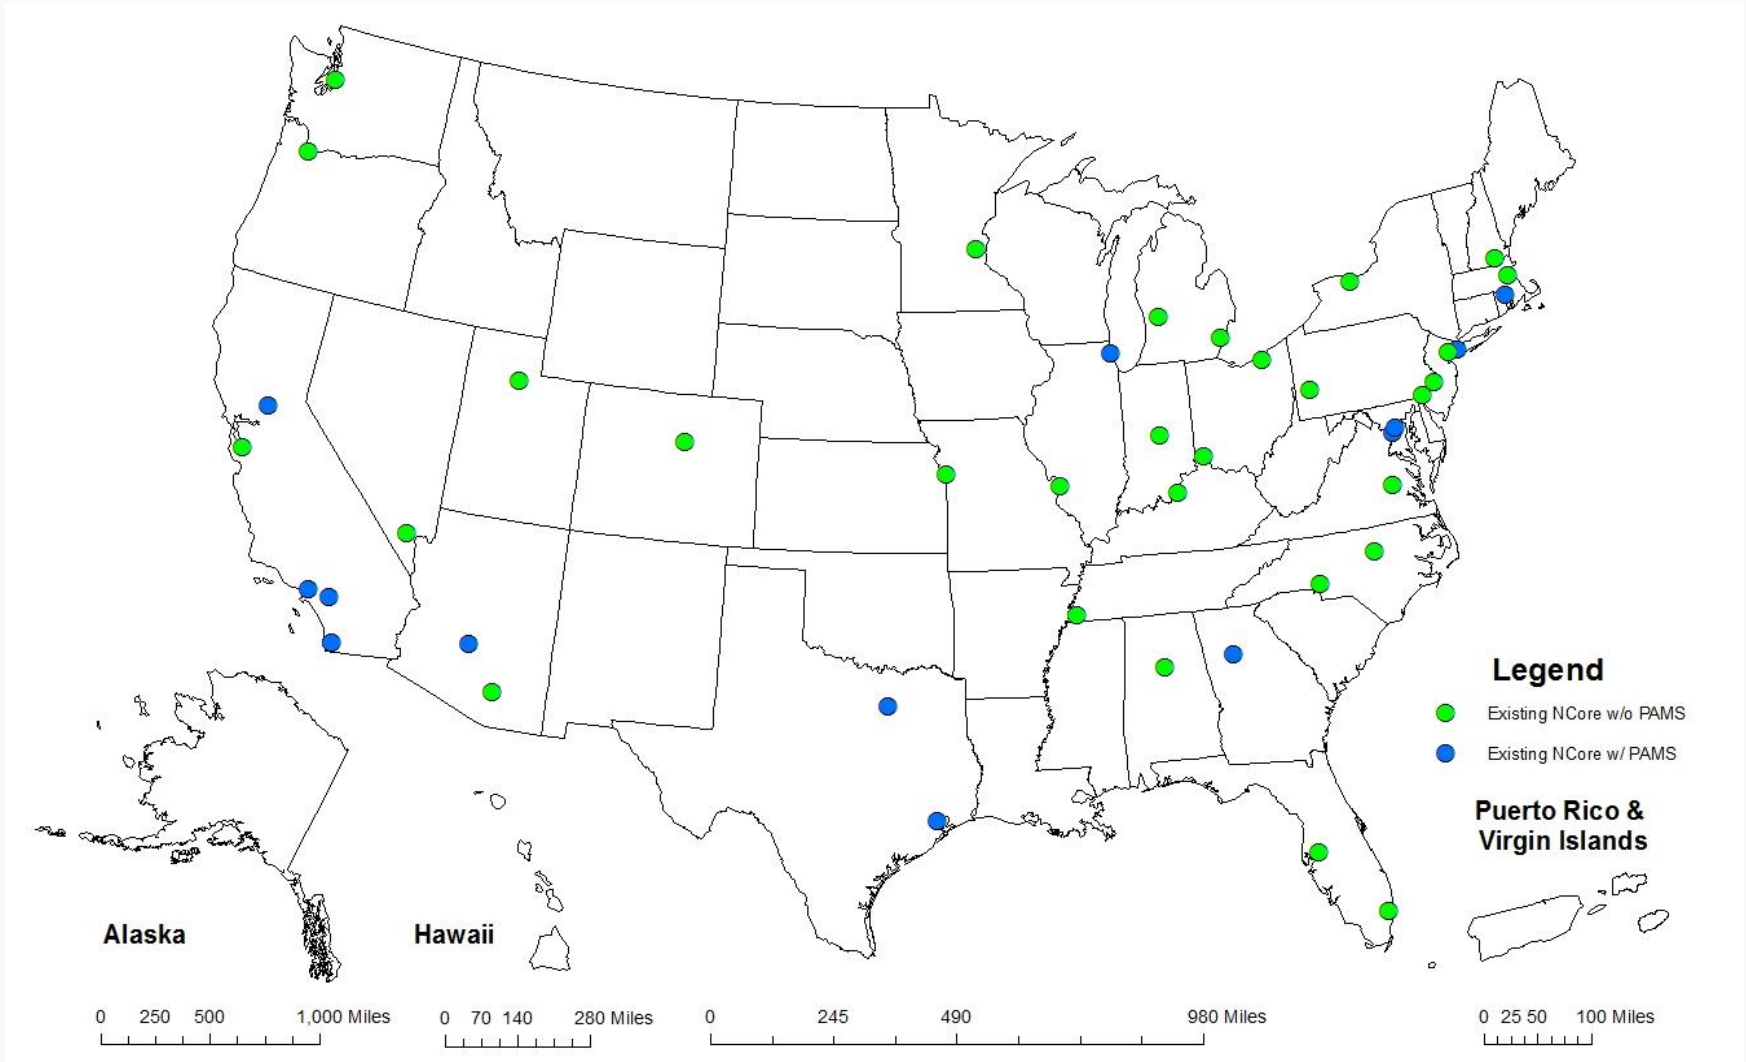 Legend
Existing NCore w/o PAMS
Existing NCore w/ PAMS
Puerto Rico &
Virgin Islands
Alaska
Hawaii
0 250 500 1,000 Miles
0 70 140 280 Miles
0 245 490 980 Miles
0 25 50 100 Miles